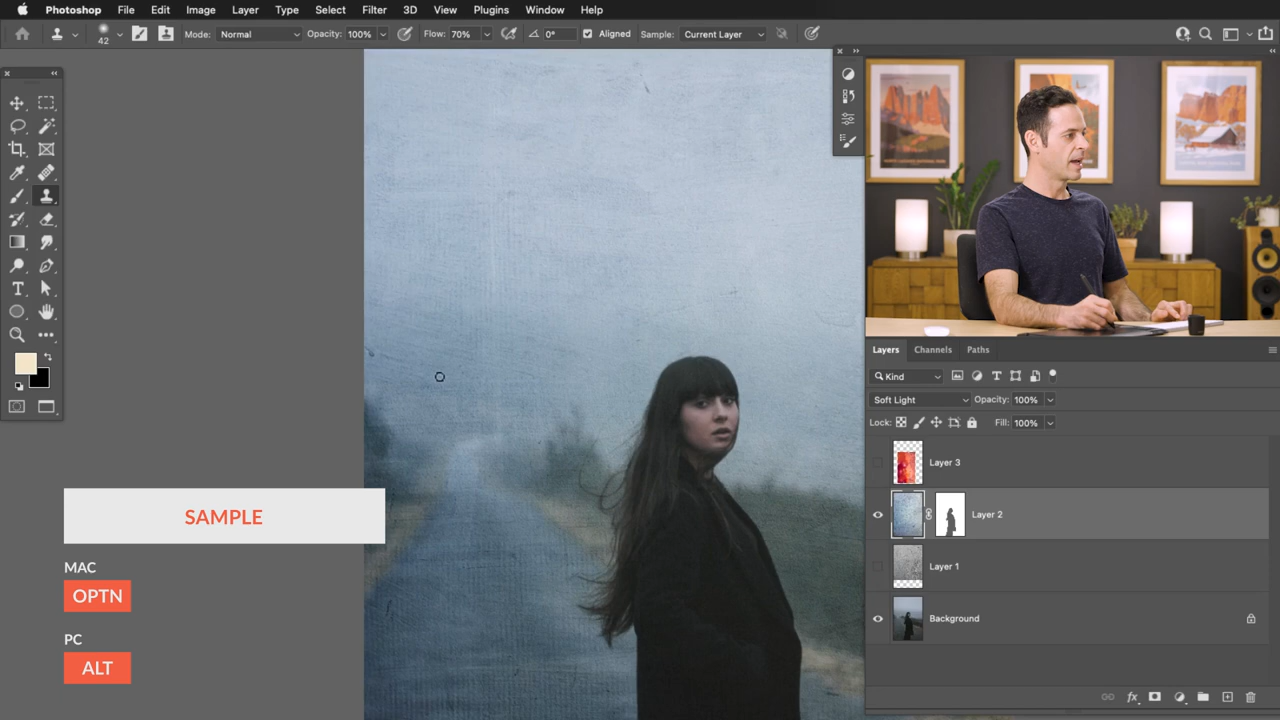 Photoshop File Edit Image Layer Type Select Filter 3D View Plugins Window Help
42 Mode: Normal Opacity: 100% Flow: 70% 0° Aligned Sample: Current Layer
Layers Channels Paths
Kind
Soft Light Opacity: 100%
Lock: Fill: 100%
Layer 3
Layer 2
Layer 1
Background
SAMPLE
MAC
OPTN
PC
ALT